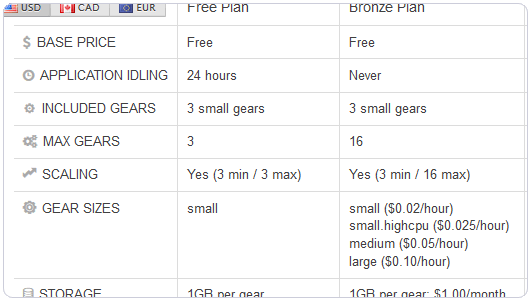 USD CAD EUR Free Plan Bronze Plan
BASE PRICE Free Free
APPLICATION IDLING 24 hours Never
INCLUDED GEARS 3 small gears 3 small gears
MAX GEARS 3 16
SCALING Yes (3 min / 3 max) Yes (3 min / 16 max)
GEAR SIZES small small ($0.02/hour)
small.highcpu ($0.025/hour)
medium ($0.05/hour)
large ($0.10/hour)
STORAGE 1GB per gear 1GB per gear; $1.00/month